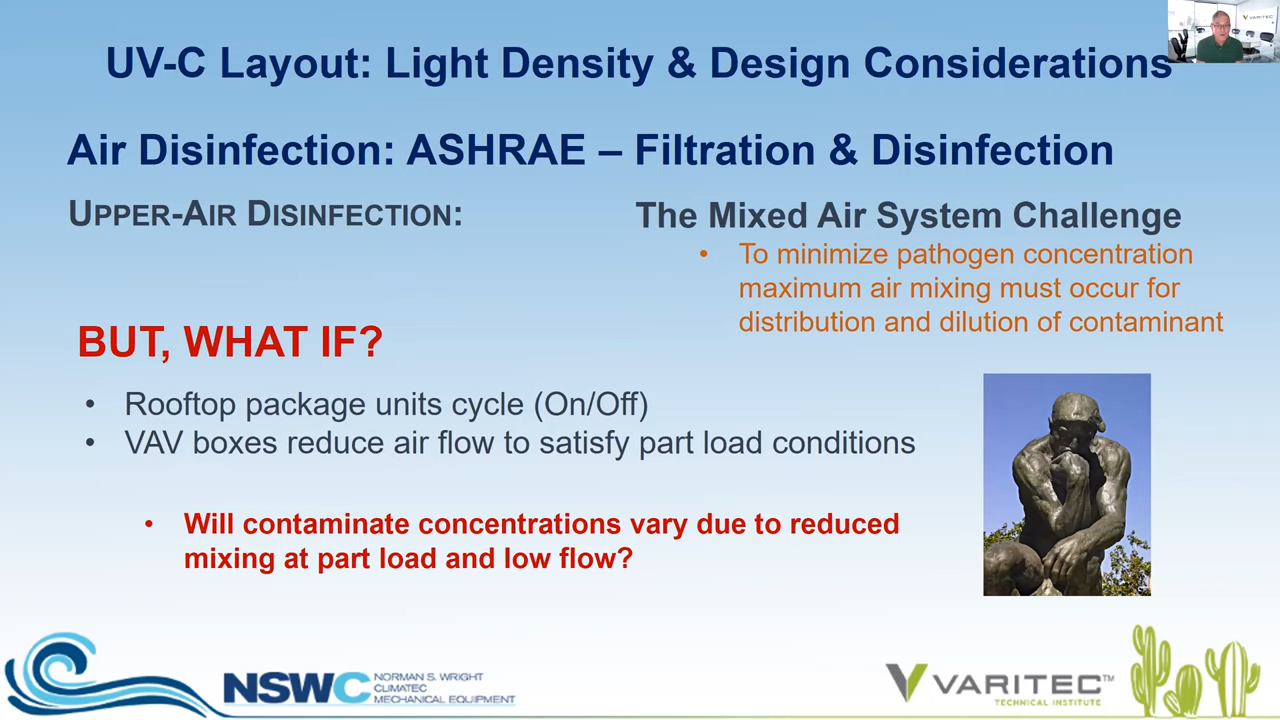 VARITEC
UV-C Layout: Light Density & Design Considerations
Air Disinfection: ASHRAE – Filtration & Disinfection
UPPER-AIR DISINFECTION:
The Mixed Air System Challenge
• To minimize pathogen concentration
maximum air mixing must occur for
distribution and dilution of contaminant
BUT, WHAT IF?
• Rooftop package units cycle (On/Off)
• VAV boxes reduce air flow to satisfy part load conditions
• Will contaminate concentrations vary due to reduced
mixing at part load and low flow?
NSWC
NORMAN S. WRIGHT
CLIMATEC
MECHANICAL EQUIPMENT
VARITEC™
TECHNICAL INSTITUTE